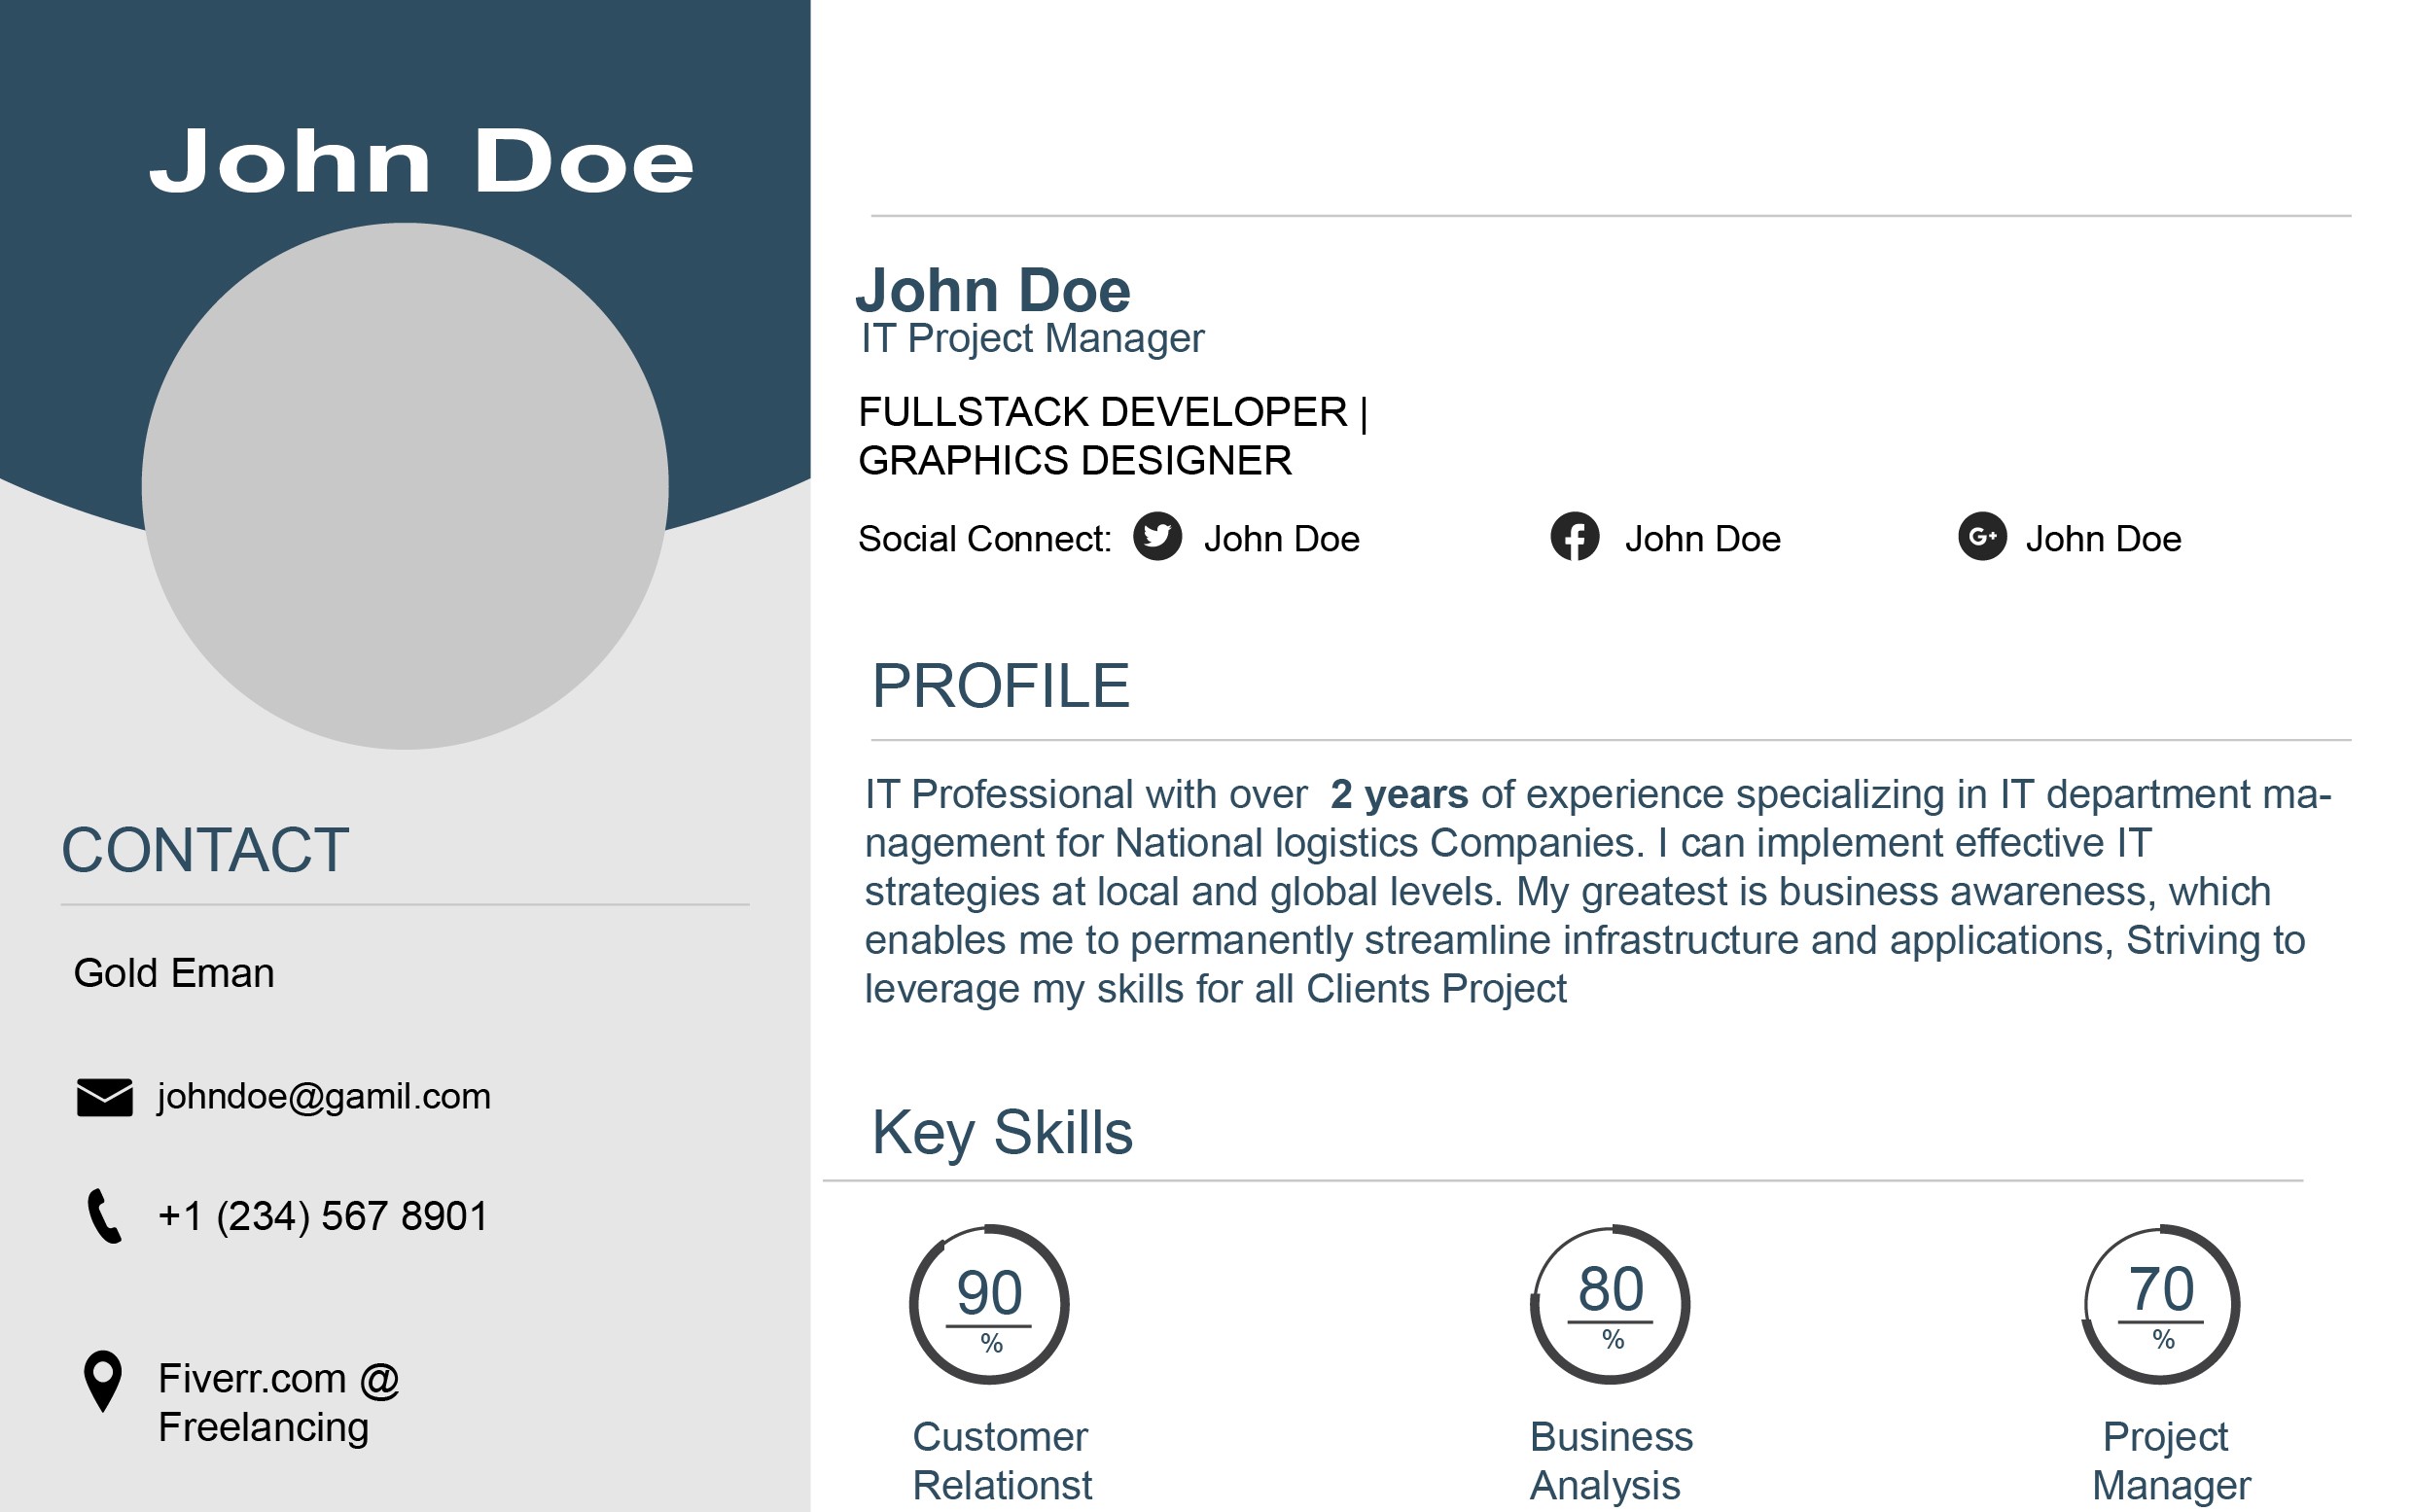 John Doe
CONTACT
Gold Eman
johndoe@gamil.com
+1 (234) 567 8901
Fiverr.com @
Freelancing
John Doe
IT Project Manager
FULLSTACK DEVELOPER |
GRAPHICS DESIGNER
Social Connect: John Doe John Doe G+ John Doe
PROFILE
IT Professional with over 2 years of experience specializing in IT department ma-
nagement for National logistics Companies. I can implement effective IT
strategies at local and global levels. My greatest is business awareness, which
enables me to permanently streamline infrastructure and applications, Striving to
leverage my skills for all Clients Project
Key Skills
90 80 70
% % %
Customer Business Project
Relationst Analysis Manager